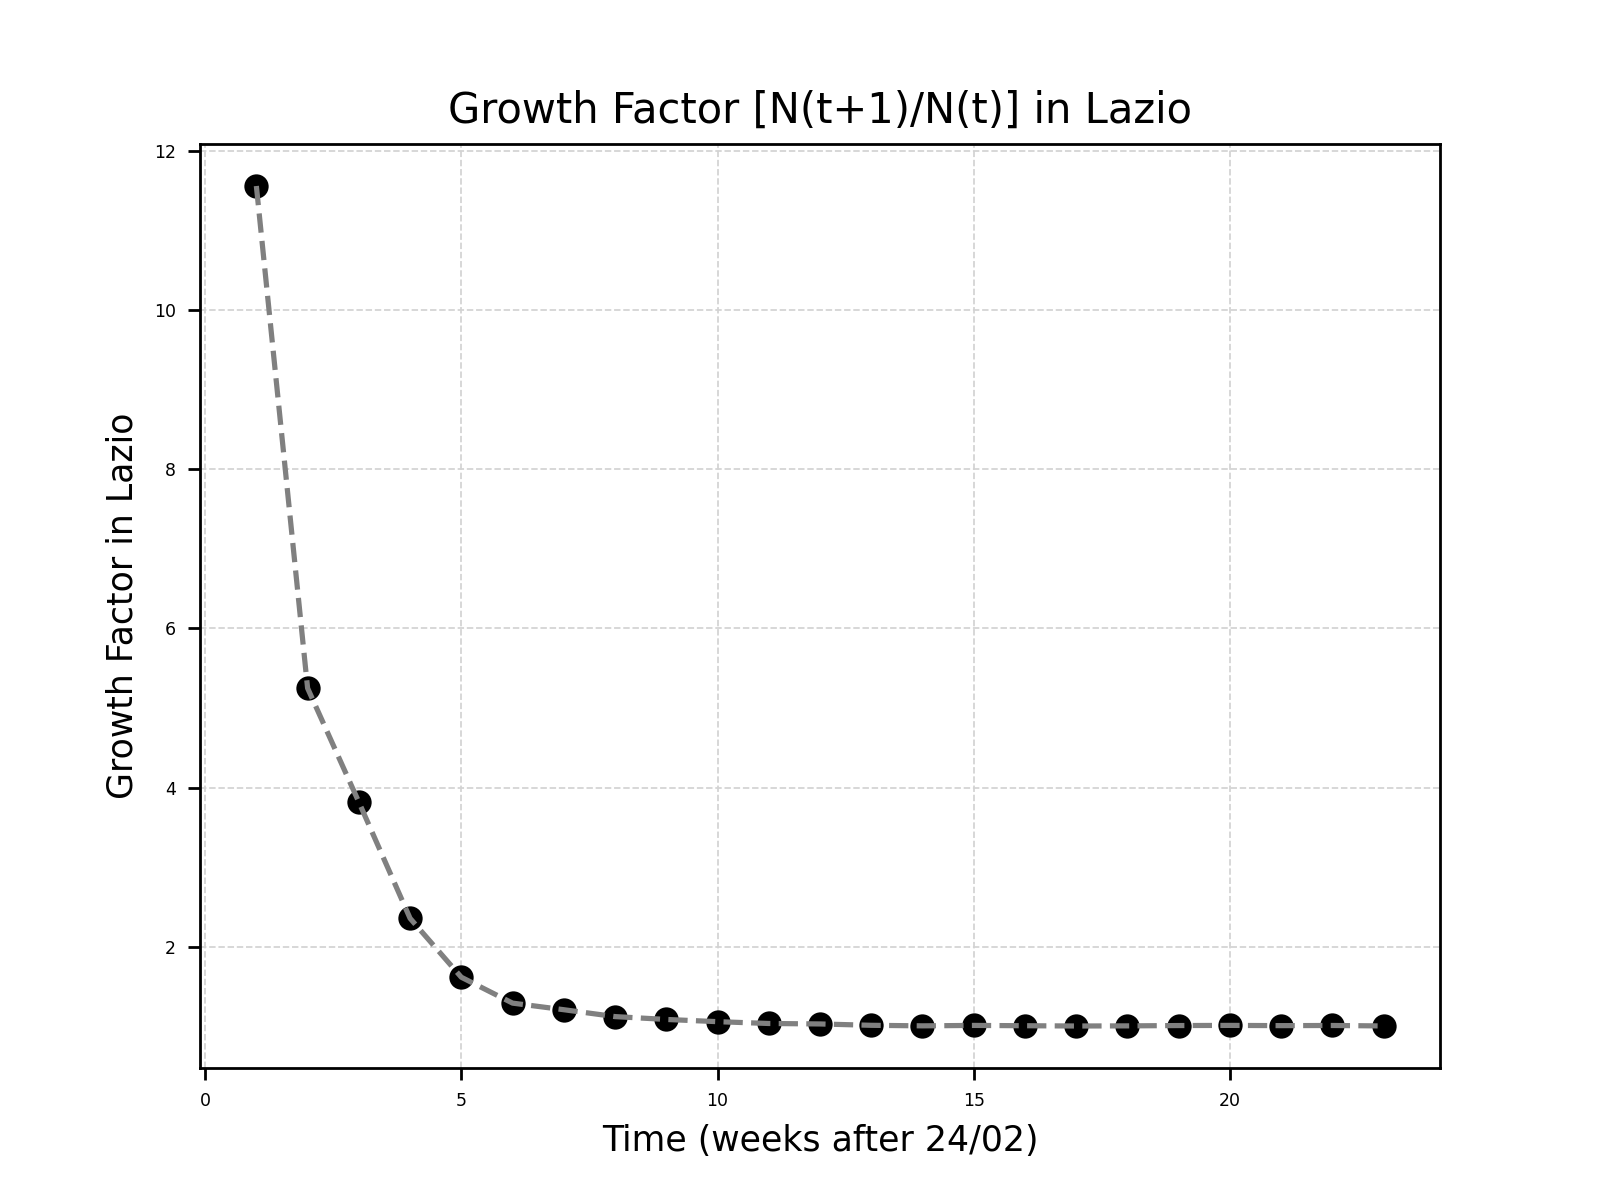 Growth Factor [N(t+1)/N(t)] in Lazio
12
10
8
6
4
2
Growth Factor in Lazio
0 5 10 15 20
Time (weeks after 24/02)